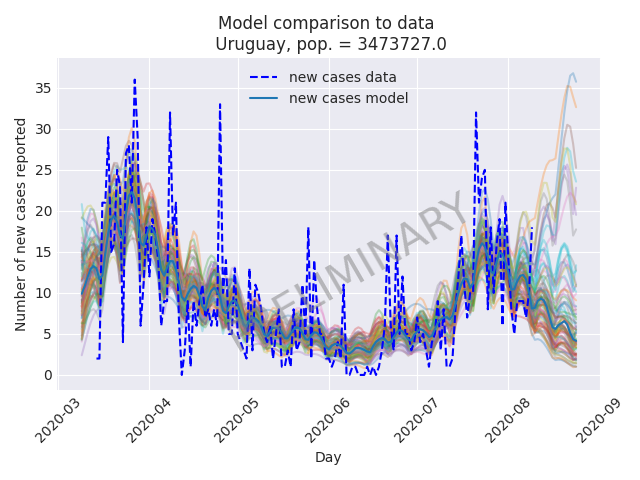 Model comparison to data
Uruguay, pop. = 3473727.0
new cases data
new cases model
Number of new cases reported
35
30
25
20
15
10
5
0
PRELIMINARY
2020-03
2020-04
2020-05
2020-06
2020-07
2020-08
2020-09
Day